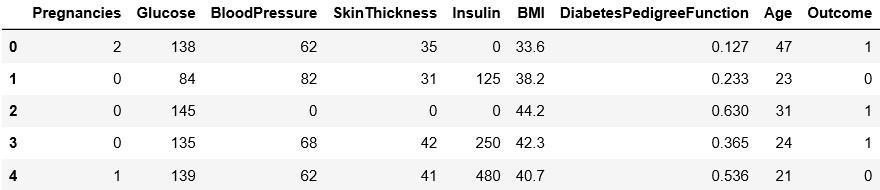 Pregnancies Glucose BloodPressure SkinThickness Insulin BMI DiabetesPedigreeFunction Age Outcome
0 2 138 62 35 0 33.6 0.127 47 1
1 0 84 82 31 125 38.2 0.233 23 0
2 0 145 0 0 0 44.2 0.630 31 1
3 0 135 68 42 250 42.3 0.365 24 1
4 1 139 62 41 480 40.7 0.536 21 0